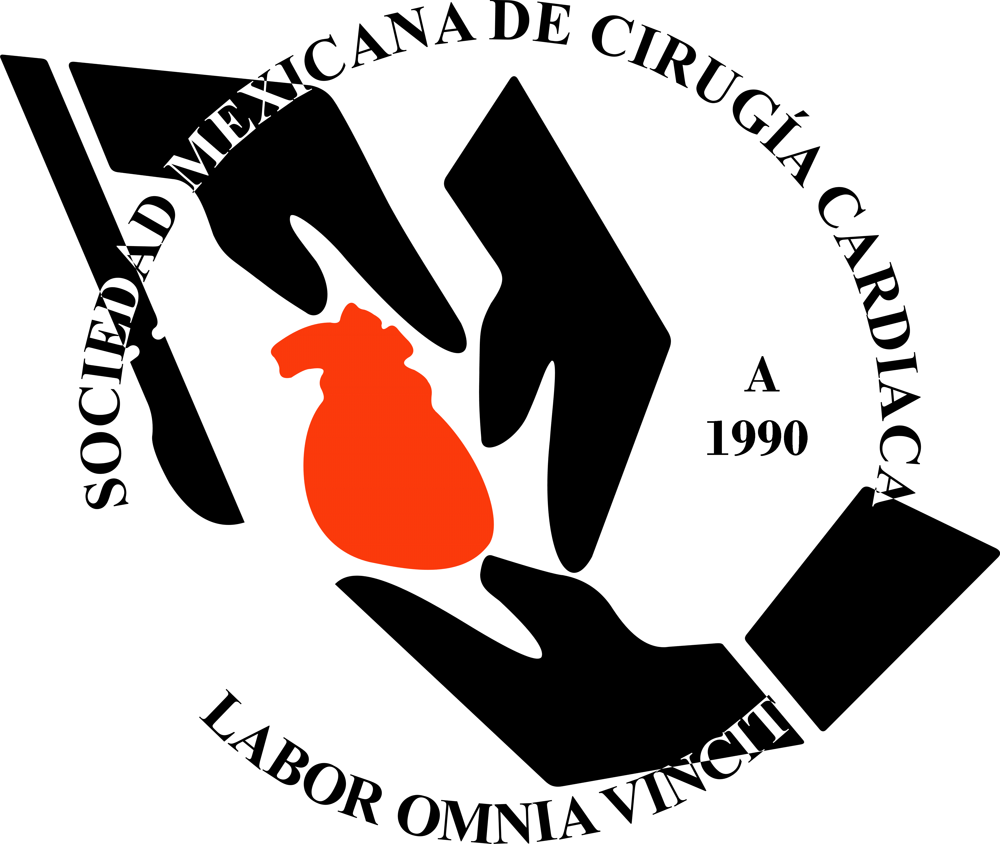 SOCIEDAD MEXICANA DE CIRUGÍA CARDIACA
A
1990
LABOR OMNIA VINCIT